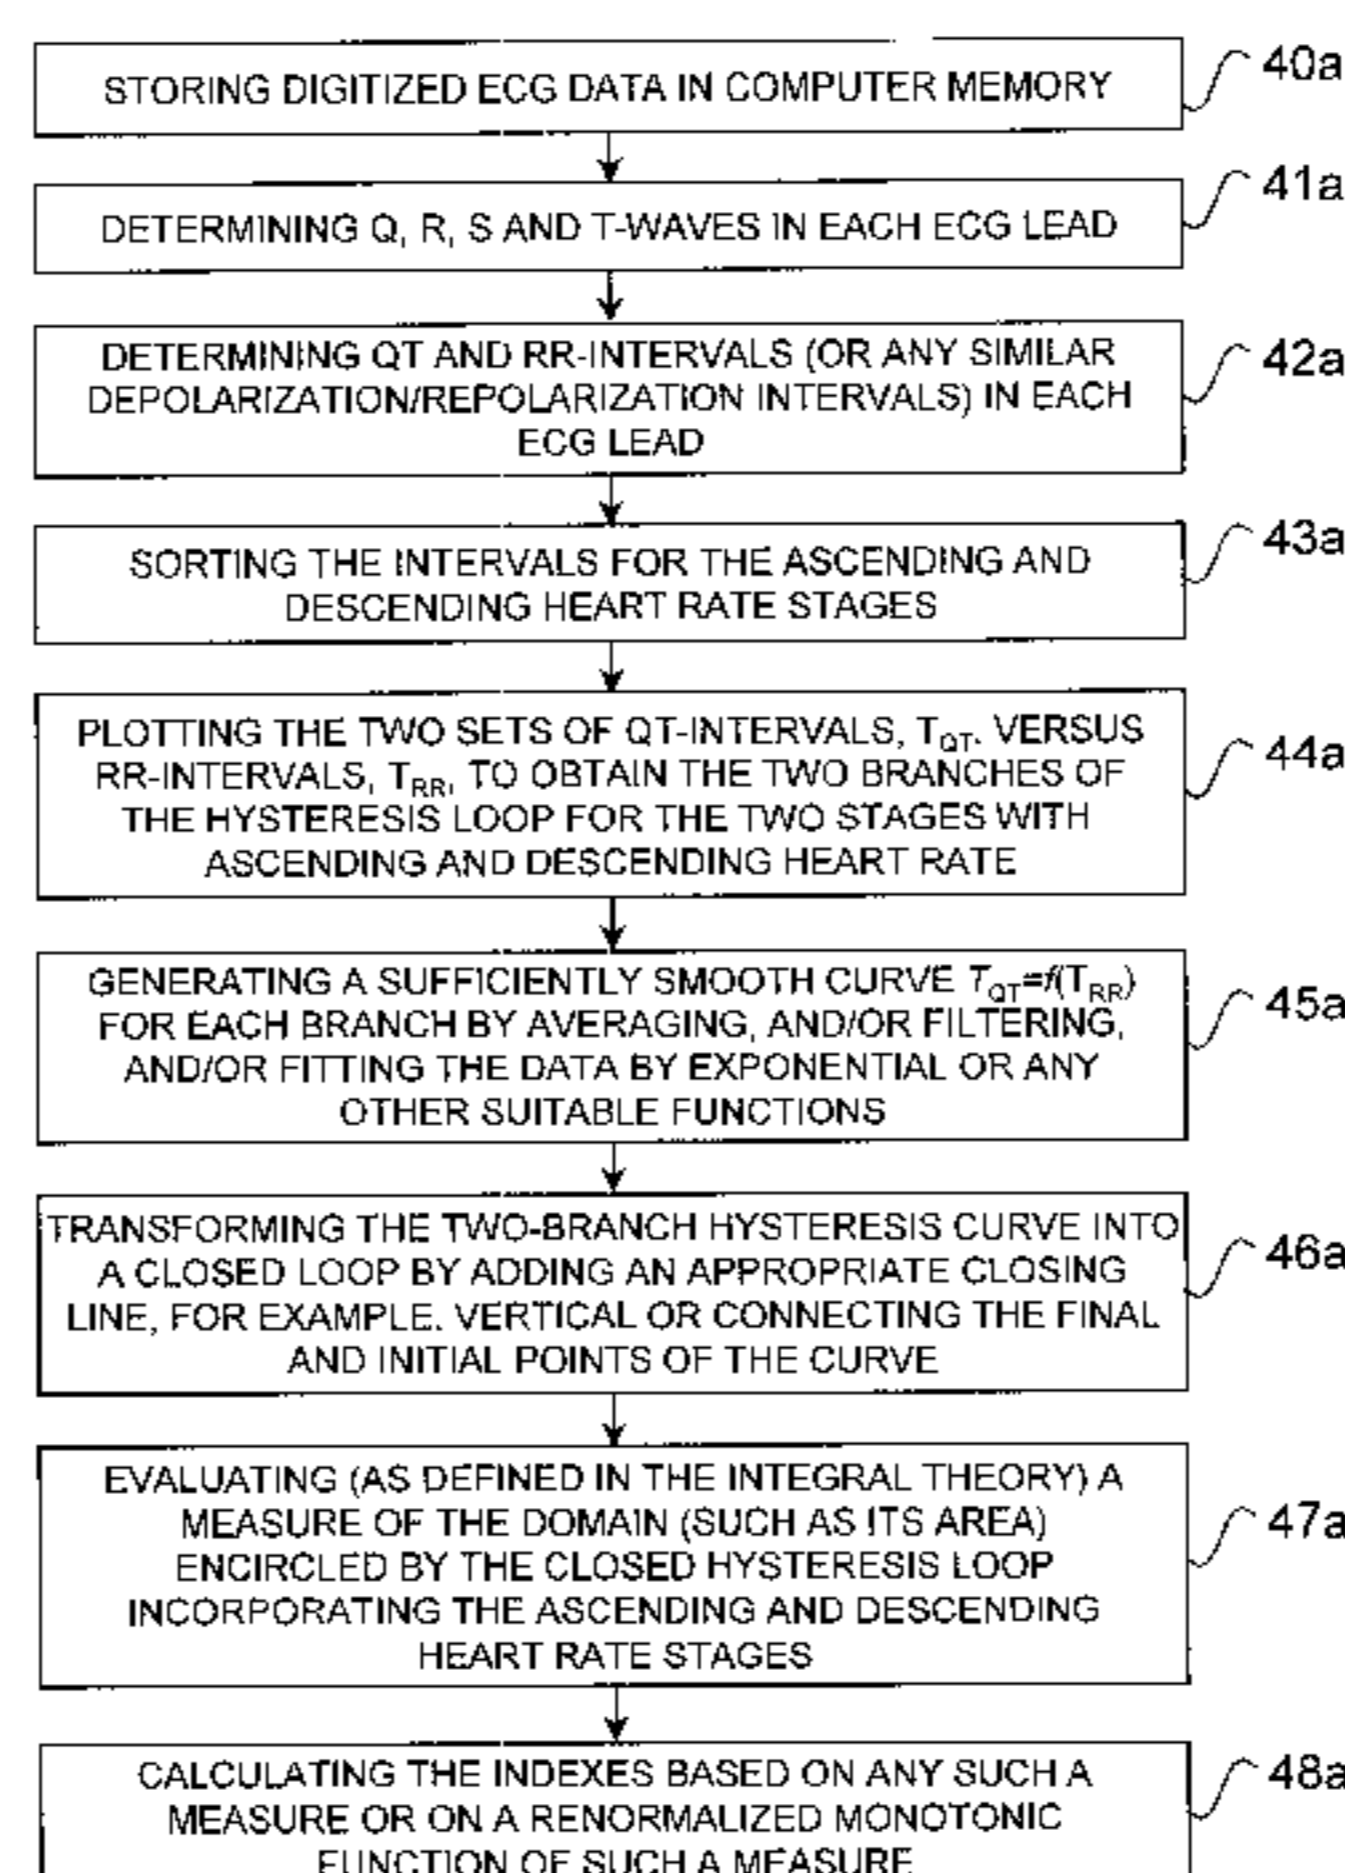 STORING DIGITIZED ECG DATA IN COMPUTER MEMORY
40a
DETERMINING Q, R, S AND T-WAVES IN EACH ECG LEAD
41a
DETERMINING QT AND RR-INTERVALS (OR ANY SIMILAR
DEPOLARIZATION/REPOLARIZATION INTERVALS) IN EACH
ECG LEAD
42a
SORTING THE INTERVALS FOR THE ASCENDING AND
DESCENDING HEART RATE STAGES
43a
PLOTTING THE TWO SETS OF QT-INTERVALS, T_QT. VERSUS
RR-INTERVALS, T_RR, TO OBTAIN THE TWO BRANCHES OF
THE HYSTERESIS LOOP FOR THE TWO STAGES WITH
ASCENDING AND DESCENDING HEART RATE
44a
GENERATING A SUFFICIENTLY SMOOTH CURVE T_QT=f(T_RR)
FOR EACH BRANCH BY AVERAGING, AND/OR FILTERING,
AND/OR FITTING THE DATA BY EXPONENTIAL OR ANY
OTHER SUITABLE FUNCTIONS
45a
TRANSFORMING THE TWO-BRANCH HYSTERESIS CURVE INTO
A CLOSED LOOP BY ADDING AN APPROPRIATE CLOSING
LINE, FOR EXAMPLE. VERTICAL OR CONNECTING THE FINAL
AND INITIAL POINTS OF THE CURVE
46a
EVALUATING (AS DEFINED IN THE INTEGRAL THEORY) A
MEASURE OF THE DOMAIN (SUCH AS ITS AREA)
ENCIRCLED BY THE CLOSED HYSTERESIS LOOP
INCORPORATING THE ASCENDING AND DESCENDING
HEART RATE STAGES
47a
CALCULATING THE INDEXES BASED ON ANY SUCH A
MEASURE OR ON A RENORMALIZED MONOTONIC
FUNCTION OF SUCH A MEASURE
48a